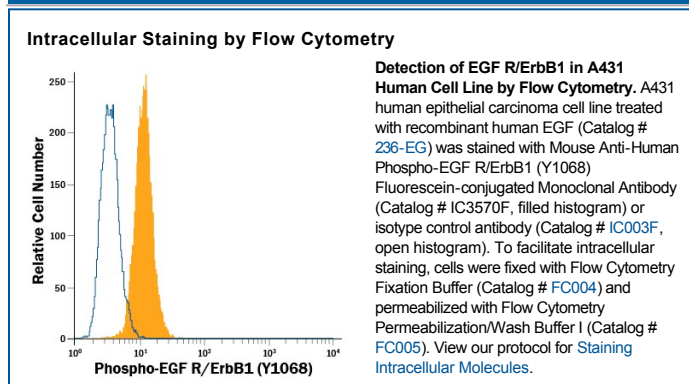 Intracellular Staining by Flow Cytometry
Detection of EGF R/ErbB1 in A431
Human Cell Line by Flow Cytometry. A431
human epithelial carcinoma cell line treated
with recombinant human EGF (Catalog #
236-EG) was stained with Mouse Anti-Human
Phospho-EGF R/ErbB1 (Y1068)
Fluorescein-conjugated Monoclonal Antibody
(Catalog # IC3570F, filled histogram) or
isotype control antibody (Catalog # IC003F,
open histogram). To facilitate intracellular
staining, cells were fixed with Flow Cytometry
Fixation Buffer (Catalog # FC004) and
permeabilized with Flow Cytometry
Permeabilization/Wash Buffer I (Catalog #
FC005). View our protocol for Staining
Intracellular Molecules.
Relative Cell Number
250
200
150
100
50
0
10⁰ 10¹ 10² 10³ 10⁴
Phospho-EGF R/ErbB1 (Y1068)